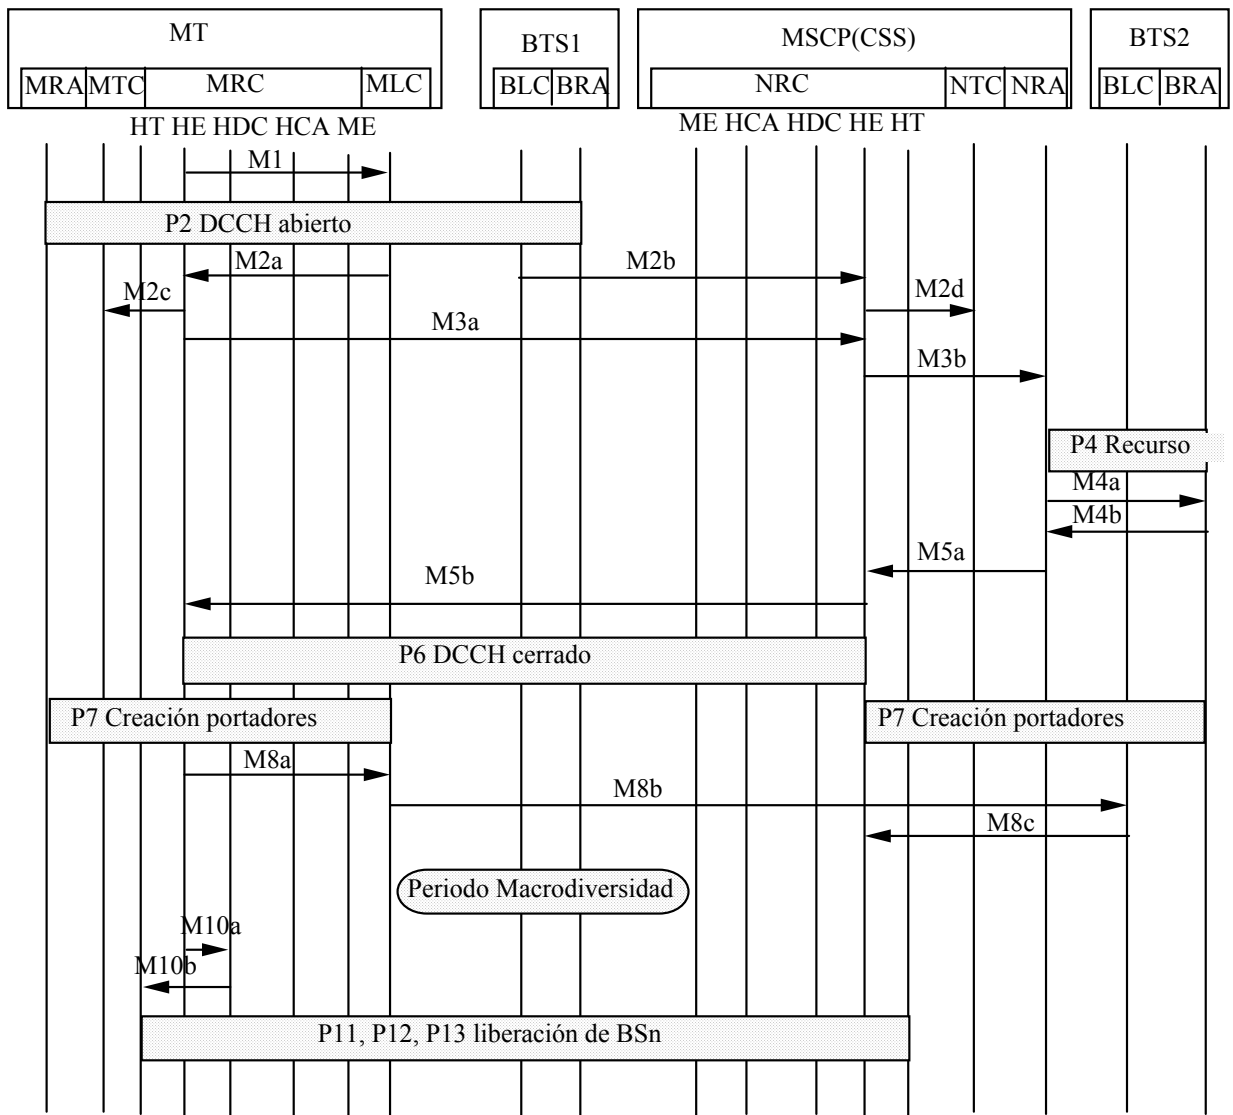 MT
BTS1
MSCP(CSS)
BTS2
MRA MTC MRC MLC
BLC BRA
NRC NTC NRA
BLC BRA
HT HE HDC HCA ME
ME HCA HDC HE HT
M1
P2 DCCH abierto
M2a
M2b
M2c
M2d
M3a
M3b
P4 Recurso
M4a
M4b
M5a
M5b
P6 DCCH cerrado
P7 Creación portadores
P7 Creación portadores
M8a
M8b
M8c
Periodo Macrodiversidad
M10a
M10b
P11, P12, P13 liberación de BSn